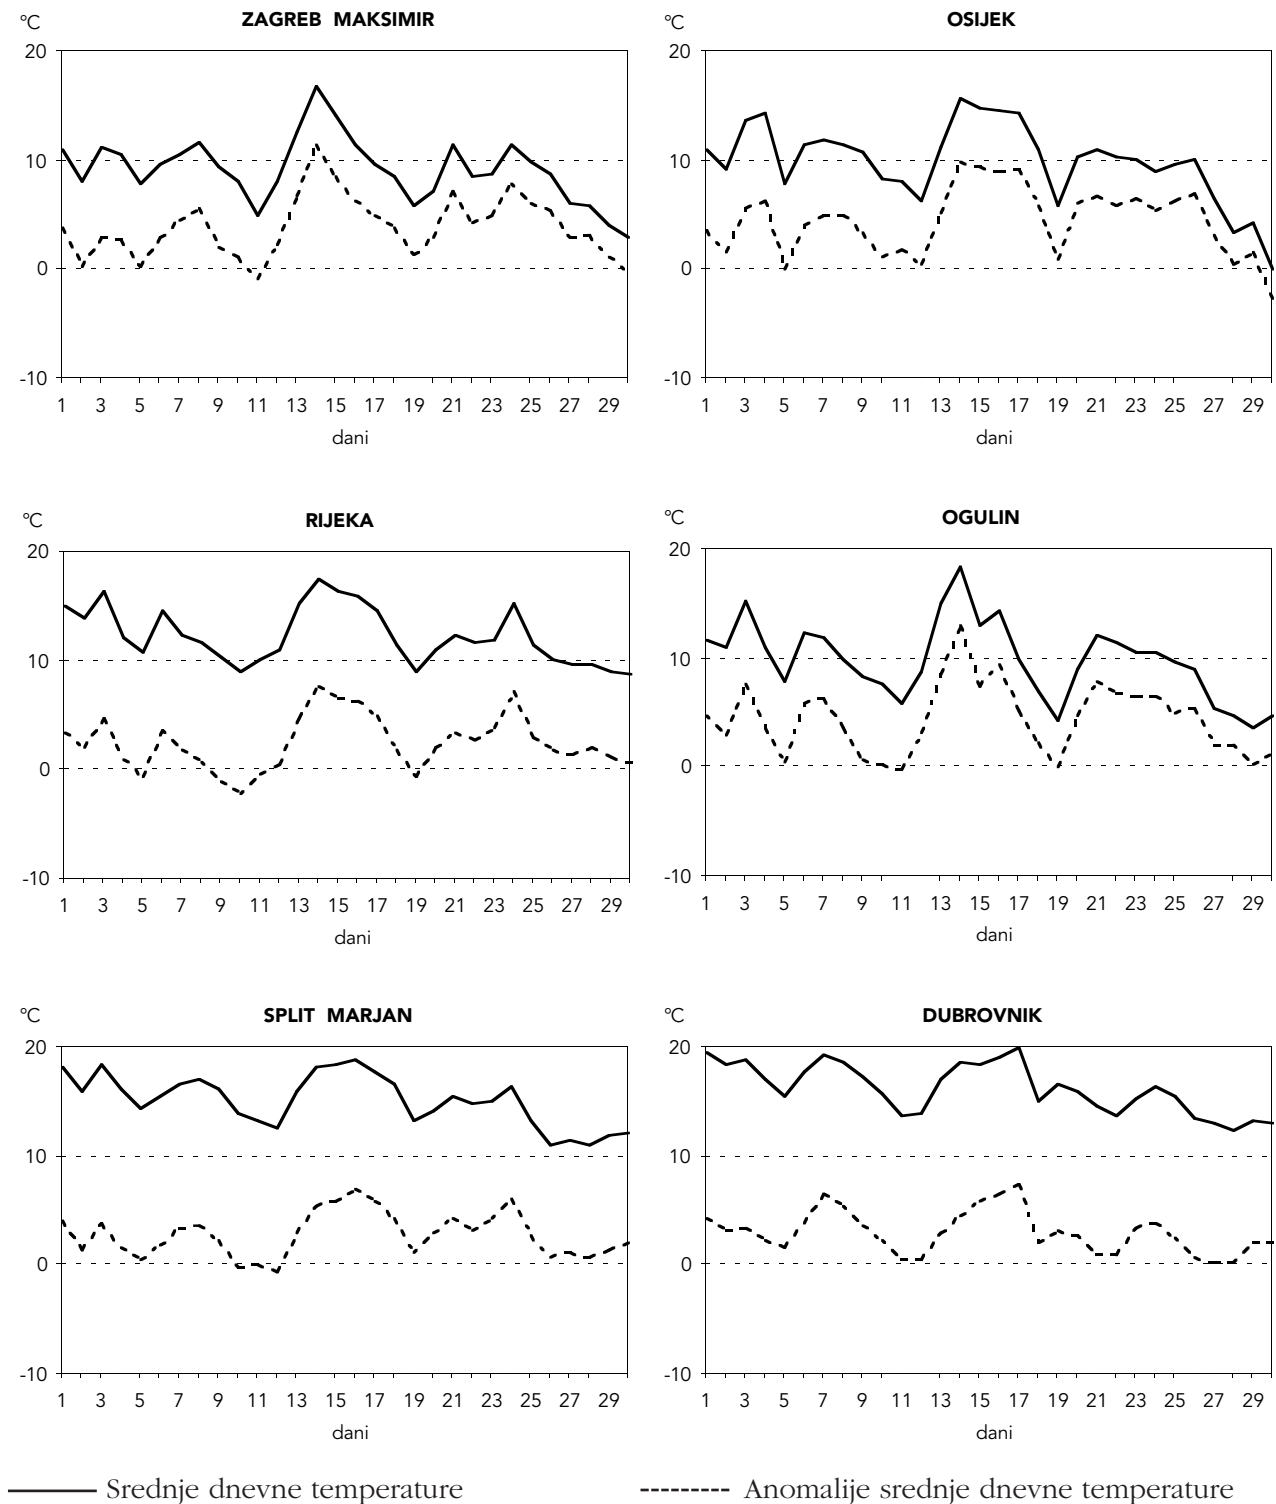 °C ZAGREB MAKSIMIR
20
10
0
-10
1 3 5 7 9 11 13 15 17 19 21 23 25 27 29
dani
°C OSIJEK
20
10
0
-10
1 3 5 7 9 11 13 15 17 19 21 23 25 27 29
dani
°C RIJEKA
20
10
0
-10
1 3 5 7 9 11 13 15 17 19 21 23 25 27 29
dani
°C OGULIN
20
10
0
-10
1 3 5 7 9 11 13 15 17 19 21 23 25 27 29
dani
°C SPLIT MARJAN
20
10
0
-10
1 3 5 7 9 11 13 15 17 19 21 23 25 27 29
dani
°C DUBROVNIK
20
10
0
-10
1 3 5 7 9 11 13 15 17 19 21 23 25 27 29
dani
Srednje dnevne temperature
Anomalije srednje dnevne temperature